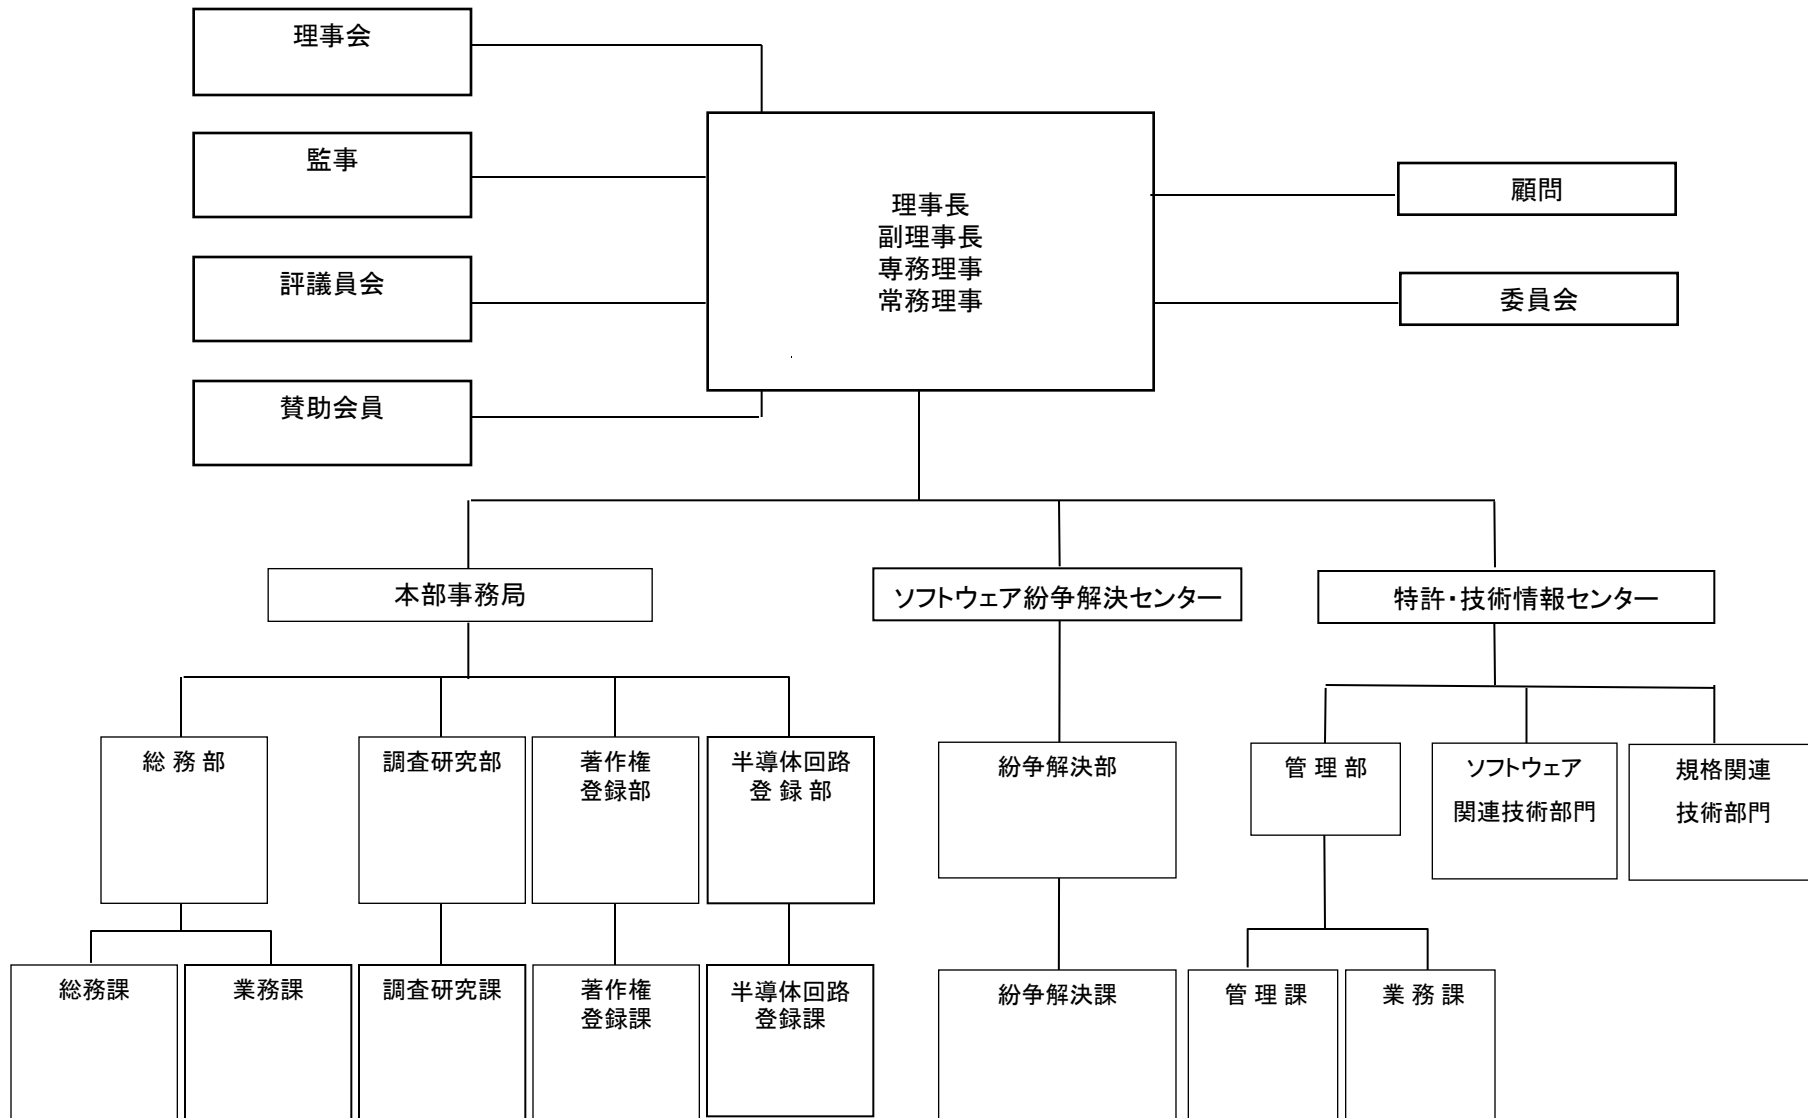 理事会
監事
評議員会
賛助会員
理事長
副理事長
専務理事
常務理事
顧問
委員会
本部事務局
ソフトウェア紛争解決センター
特許・技術情報センター
総 務 部
調査研究部
著作権
登録部
半導体回路
登 録 部
紛争解決部
管 理 部
ソフトウェア
関連技術部門
規格関連
技術部門
総務課
業務課
調査研究課
著作権
登録課
半導体回路
登録課
紛争解決課
管 理 課
業 務 課